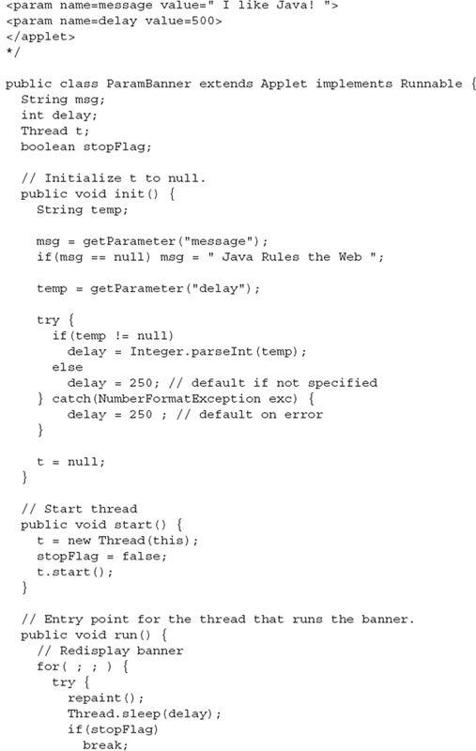 <param name=message value=" I like Java! ">
<param name=delay value=500>
</applet>
*/

public class ParamBanner extends Applet implements Runnable {
  String msg;
  int delay;
  Thread t;
  boolean stopFlag;

  // Initialize t to null.
  public void init() {
    String temp;

    msg = getParameter("message");
    if(msg == null) msg = " Java Rules the Web ";

    temp = getParameter("delay");

    try {
      if(temp != null)
        delay = Integer.parseInt(temp);
      else
        delay = 250; // default if not specified
    } catch(NumberFormatException exc) {
        delay = 250 ; // default on error
    }

    t = null;
  }

  // Start thread
  public void start() {
    t = new Thread(this);
    stopFlag = false;
    t.start();
  }

  // Entry point for the thread that runs the banner.
  public void run() {
    // Redisplay banner
    for( ; ; ) {
      try {
        repaint();
        Thread.sleep(delay);
        if(stopFlag)
          break;